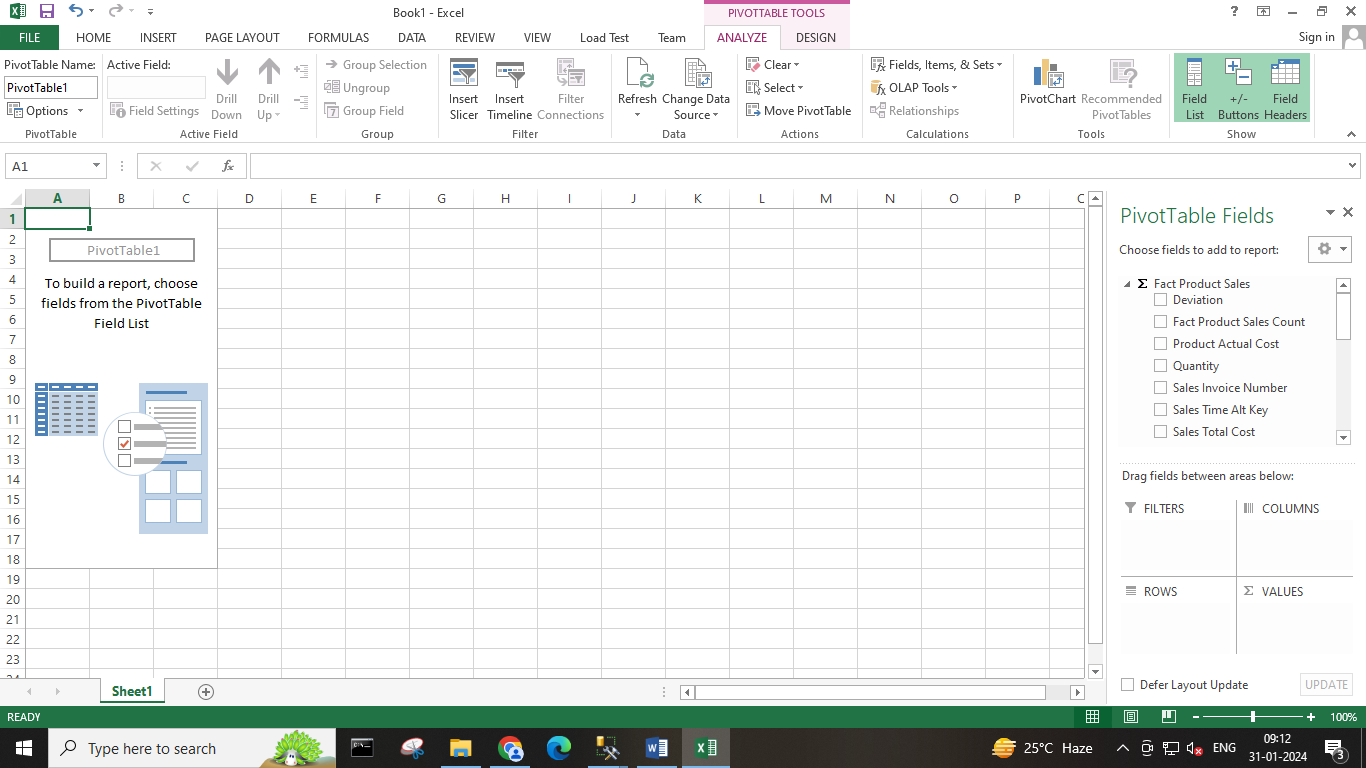 Book1 - Excel
PIVOTTABLE TOOLS
?
FILE HOME INSERT PAGE LAYOUT FORMULAS DATA REVIEW VIEW Load Test Team ANALYZE DESIGN Sign in
PivotTable Name:
PivotTable1
Options
PivotTable
Active Field:
Field Settings
Drill Down
Drill Up
Active Field
Group Selection
Ungroup
Group Field
Group
Insert Slicer
Insert Timeline
Filter Connections
Filter
Refresh
Change Data Source
Data
Clear
Select
Move PivotTable
Actions
Fields, Items, & Sets
OLAP Tools
Relationships
Calculations
PivotChart
Recommended PivotTables
Tools
Field List
+/- Buttons
Field Headers
Show
A1
fx
A B C D E F G H I J K L M N O P
1
2
3
4
5
6
7
8
9
10
11
12
13
14
15
16
17
18
19
20
21
22
23
PivotTable1
To build a report, choose
fields from the PivotTable
Field List
PivotTable Fields
Choose fields to add to report:
Σ Fact Product Sales
Deviation
Fact Product Sales Count
Product Actual Cost
Quantity
Sales Invoice Number
Sales Time Alt Key
Sales Total Cost
Drag fields between areas below:
FILTERS
COLUMNS
ROWS
Σ VALUES
Defer Layout Update
UPDATE
Sheet1
READY
100%
Type here to search
25°C Haze
ENG
09:12
31-01-2024
3